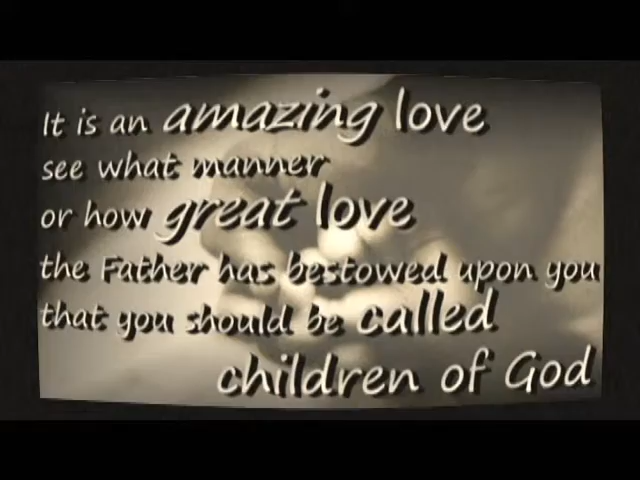 It is an amazing love
see what manner
or how great love
the Father has bestowed upon you
that you should be called
children of God